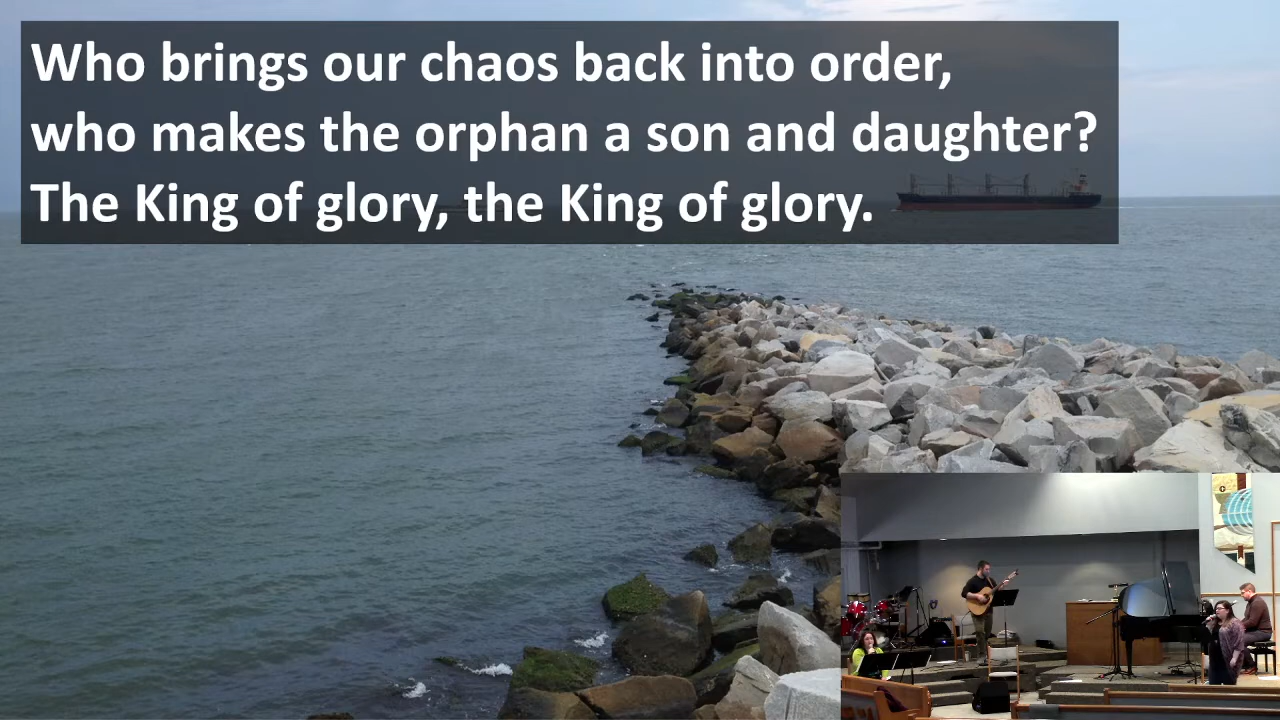 Who brings our chaos back into order,
who makes the orphan a son and daughter?
The King of glory, the King of glory.